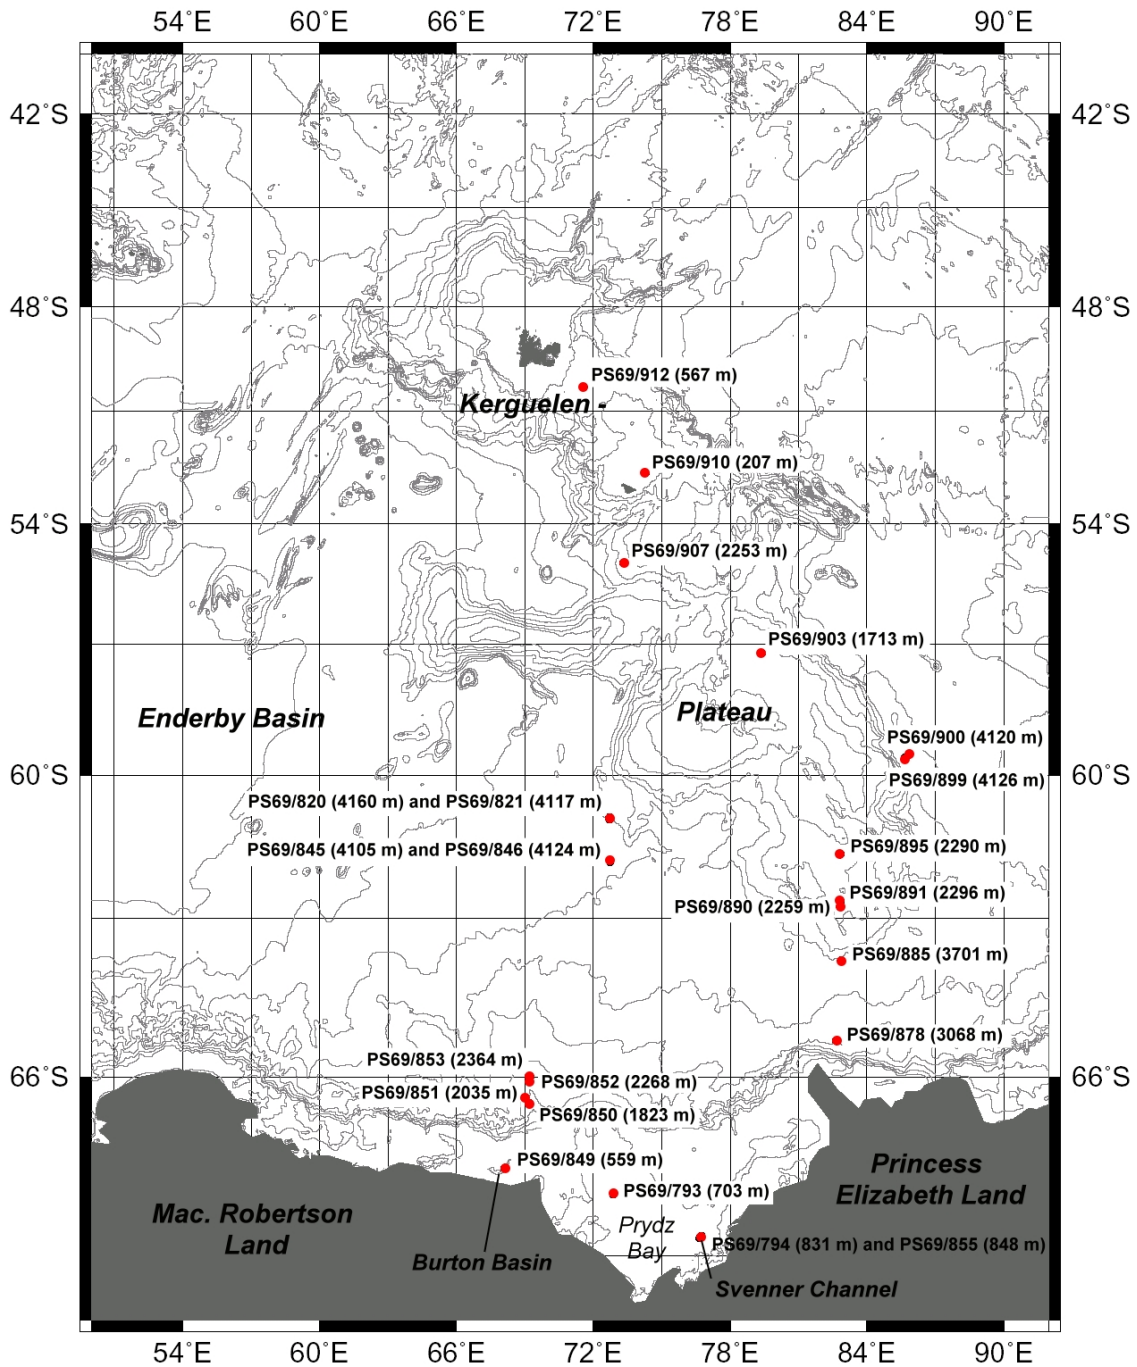 54°E 60°E 66°E 72°E 78°E 84°E 90°E
42°S 42°S
48°S 48°S
PS69/912 (567 m)
Kerguelen -
PS69/910 (207 m)
54°S 54°S
PS69/907 (2253 m)
PS69/903 (1713 m)
Enderby Basin
Plateau
PS69/900 (4120 m)
60°S 60°S
PS69/899 (4126 m)
PS69/820 (4160 m) and PS69/821 (4117 m)
PS69/845 (4105 m) and PS69/846 (4124 m)
PS69/895 (2290 m)
PS69/891 (2296 m)
PS69/890 (2259 m)
PS69/885 (3701 m)
PS69/878 (3068 m)
PS69/853 (2364 m)
66°S 66°S
PS69/852 (2268 m)
PS69/851 (2035 m)
PS69/850 (1823 m)
PS69/849 (559 m)
Princess
Elizabeth Land
PS69/793 (703 m)
Mac. Robertson
Land
Prydz
Bay
PS69/794 (831 m) and PS69/855 (848 m)
Burton Basin
Svenner Channel
54°E 60°E 66°E 72°E 78°E 84°E 90°E